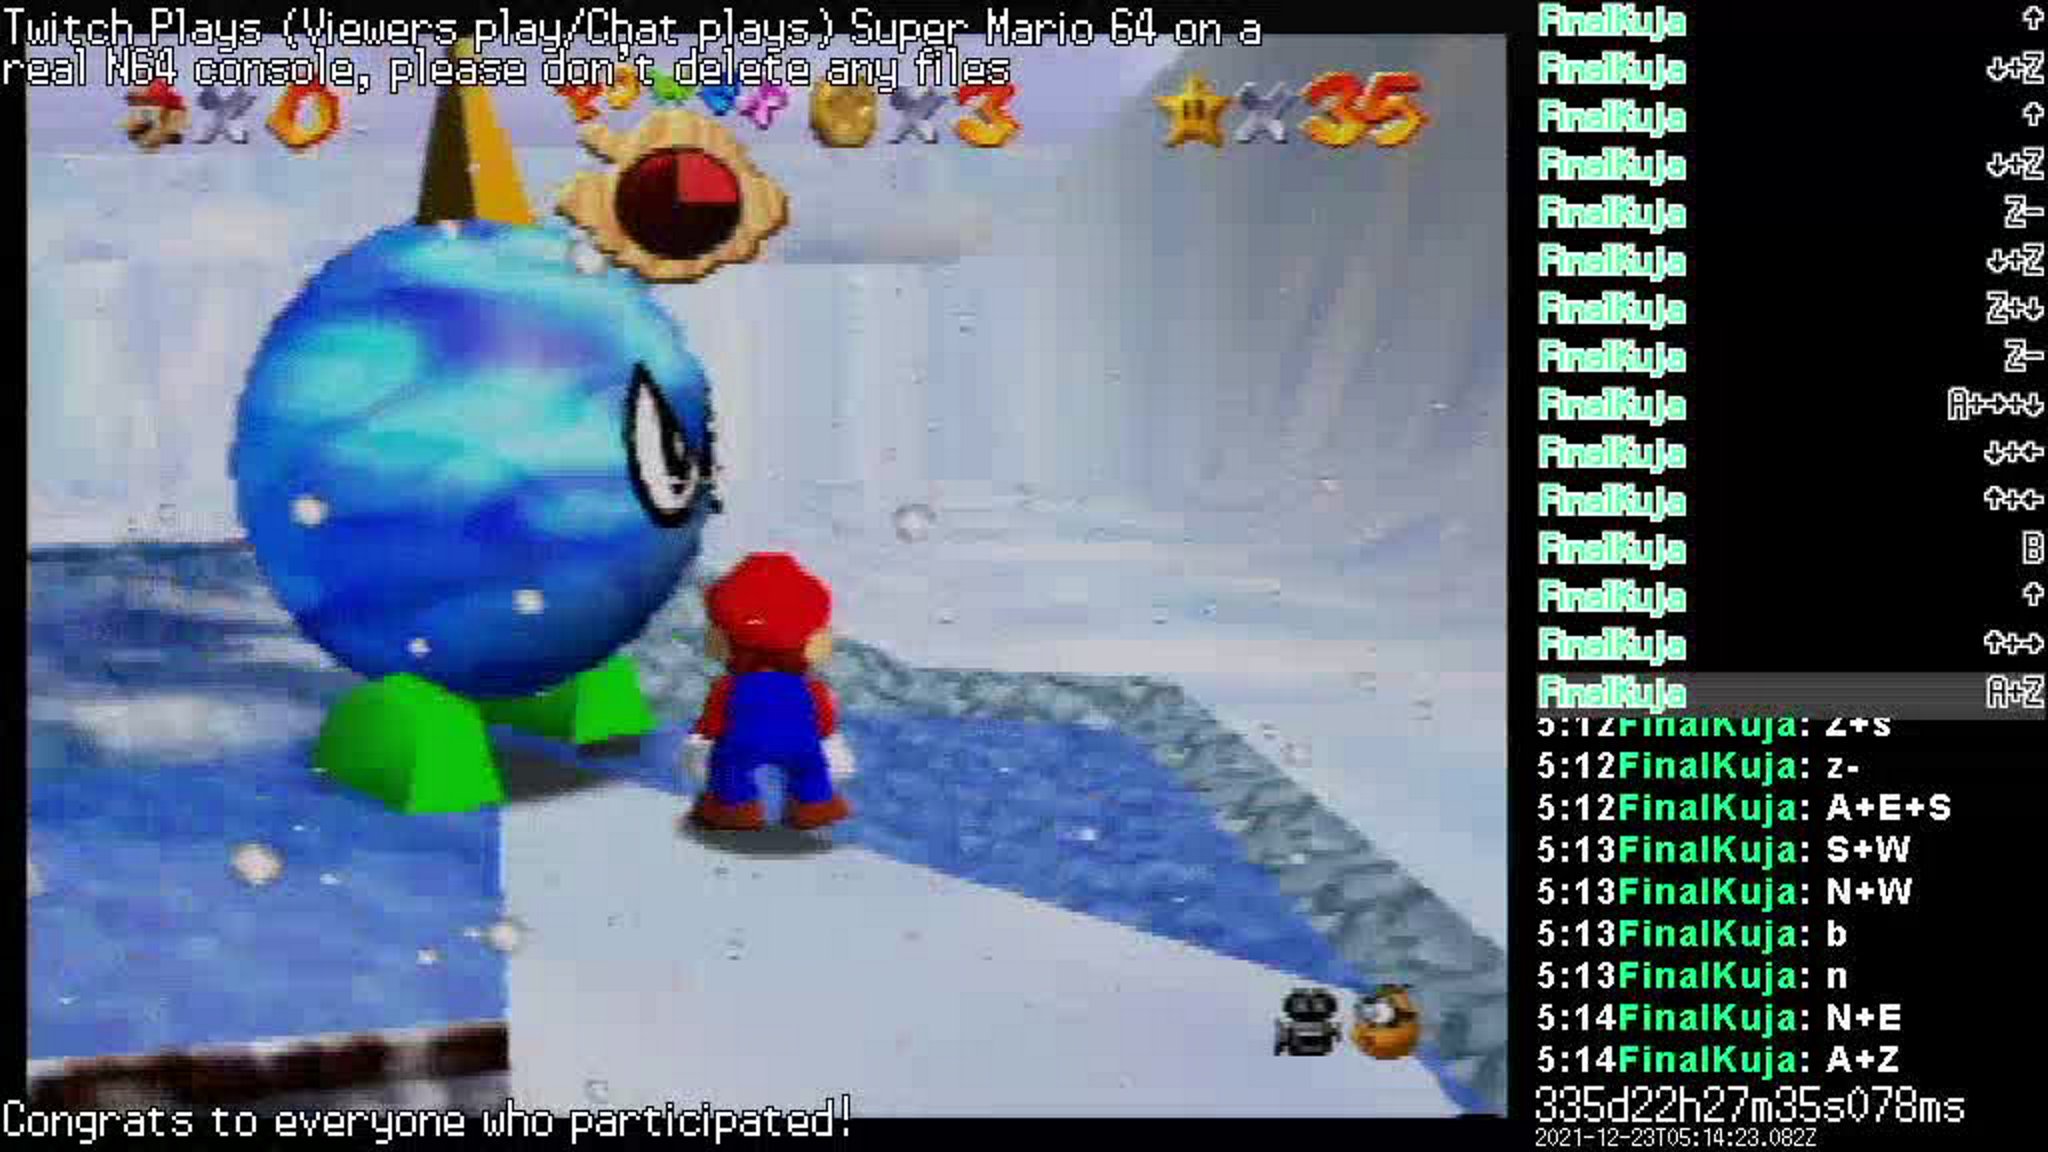 Twitch Plays (Viewers play/Chat plays) Super Mario 64 on a
real N64 console, please don't delete any files
× 0
POWER
× 3
× 35
FinalKuja ↑
FinalKuja ↓+Z
FinalKuja ↑
FinalKuja ↓+Z
FinalKuja Z-
FinalKuja ↓+Z
FinalKuja Z+↓
FinalKuja Z-
FinalKuja A+→+↓
FinalKuja ↓+←
FinalKuja ↑+←
FinalKuja B
FinalKuja ↑
FinalKuja ↑+→
FinalKuja A+Z
5:12FinalKuja: Z+s
5:12FinalKuja: z-
5:12FinalKuja: A+E+S
5:13FinalKuja: S+W
5:13FinalKuja: N+W
5:13FinalKuja: b
5:13FinalKuja: n
5:14FinalKuja: N+E
5:14FinalKuja: A+Z
335d22h27m35s078ms
2021-12-23T05:14:23.082Z
Congrats to everyone who participated!